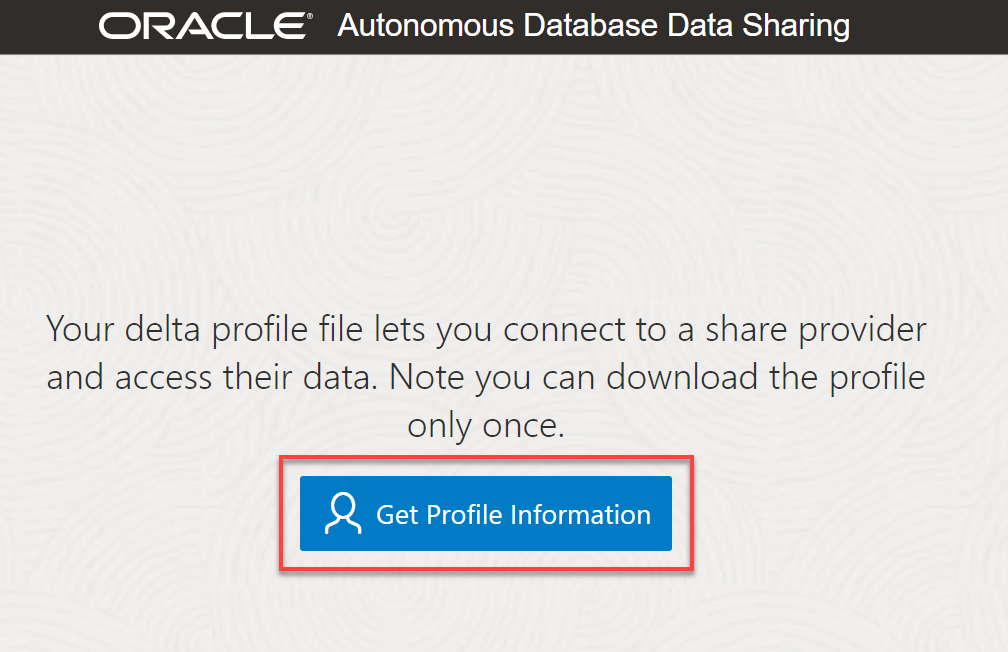 ORACLE® Autonomous Database Data Sharing
Your delta profile file lets you connect to a share provider
and access their data. Note you can download the profile
only once.
Get Profile Information